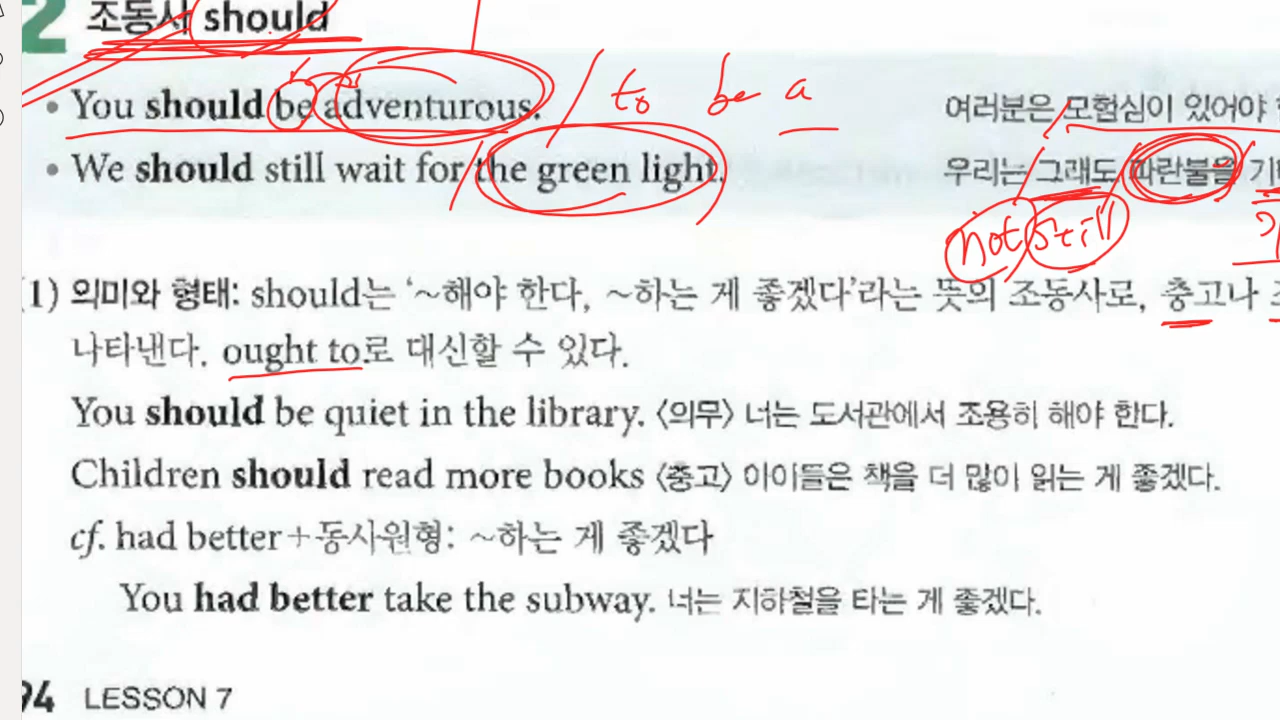 2 조동사 should
• You should be adventurous. to be a 여러분은 모험심이 있어야
• We should still wait for the green light. 우리는 그래도 파란불을
not still
(1) 의미와 형태: should는 '~해야 한다, ~하는 게 좋겠다'라는 뜻의 조동사로, 충고나
나타낸다. ought to로 대신할 수 있다.
You should be quiet in the library. 〈의무〉 너는 도서관에서 조용히 해야 한다.
Children should read more books 〈충고〉 아이들은 책을 더 많이 읽는 게 좋겠다.
cf. had better+동사원형: ~하는 게 좋겠다
You had better take the subway. 너는 지하철을 타는 게 좋겠다.
94 LESSON 7